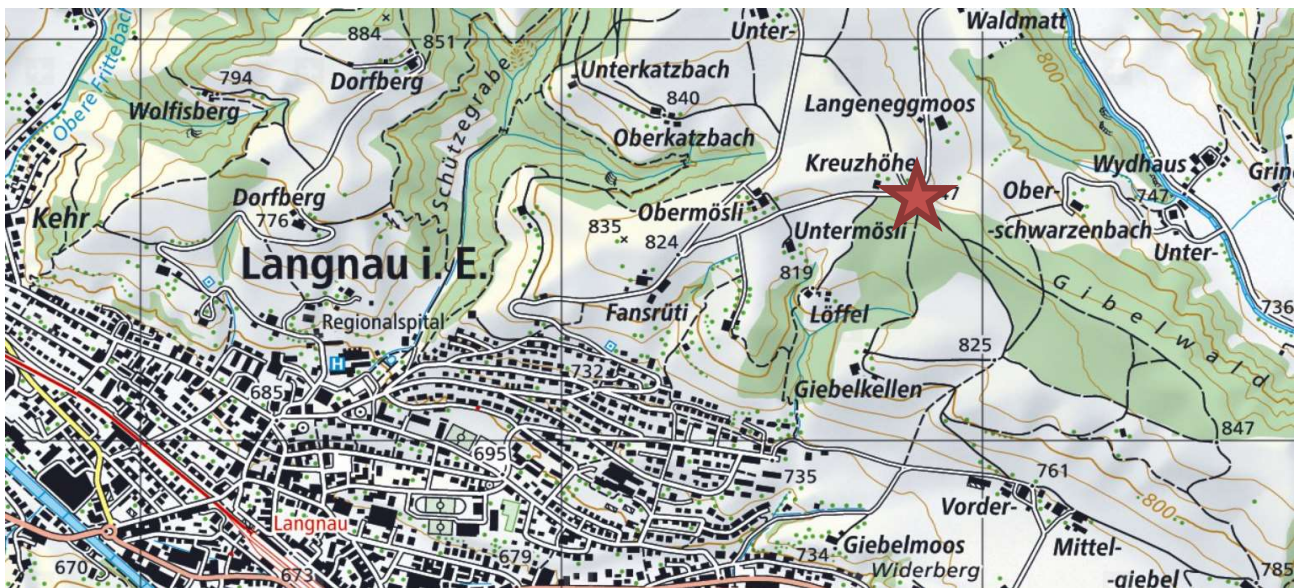 Obere Frittebach
884
851
Dorfberg
794
Wolfisberg
Schützegrabe
Unter-
Unterkatzbach
840
Oberkatzbach
Waldmatt
800
Langeneggmoos
Kreuzhöhe
47
Wydhaus
Ober-
-schwarzenbach
747
Unter-
Kehr
Dorfberg
776
Obermösli
835
824
Untermösli
819
Löffel
Langnau i. E.
Fansrüti
Regionalspital
H
Gibelwald
736
825
Giebelkellen
732
685
695
847
735
761
Vorder-
800
Langnau
679
734
Giebelmoos
Widerberg
Mittel-
-giebel
785
670
673